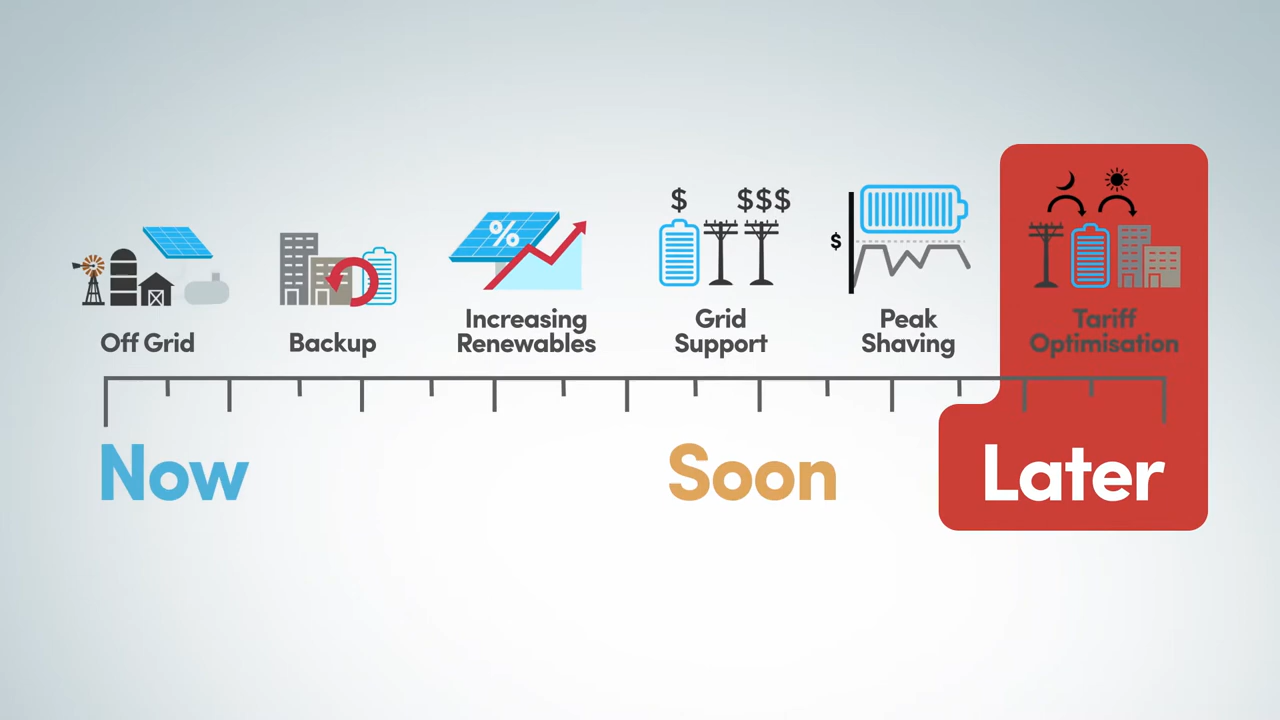 $ $$$
%
$
Off Grid
Backup
Increasing
Renewables
Grid
Support
Peak
Shaving
Tariff
Optimisation
Now
Soon
Later